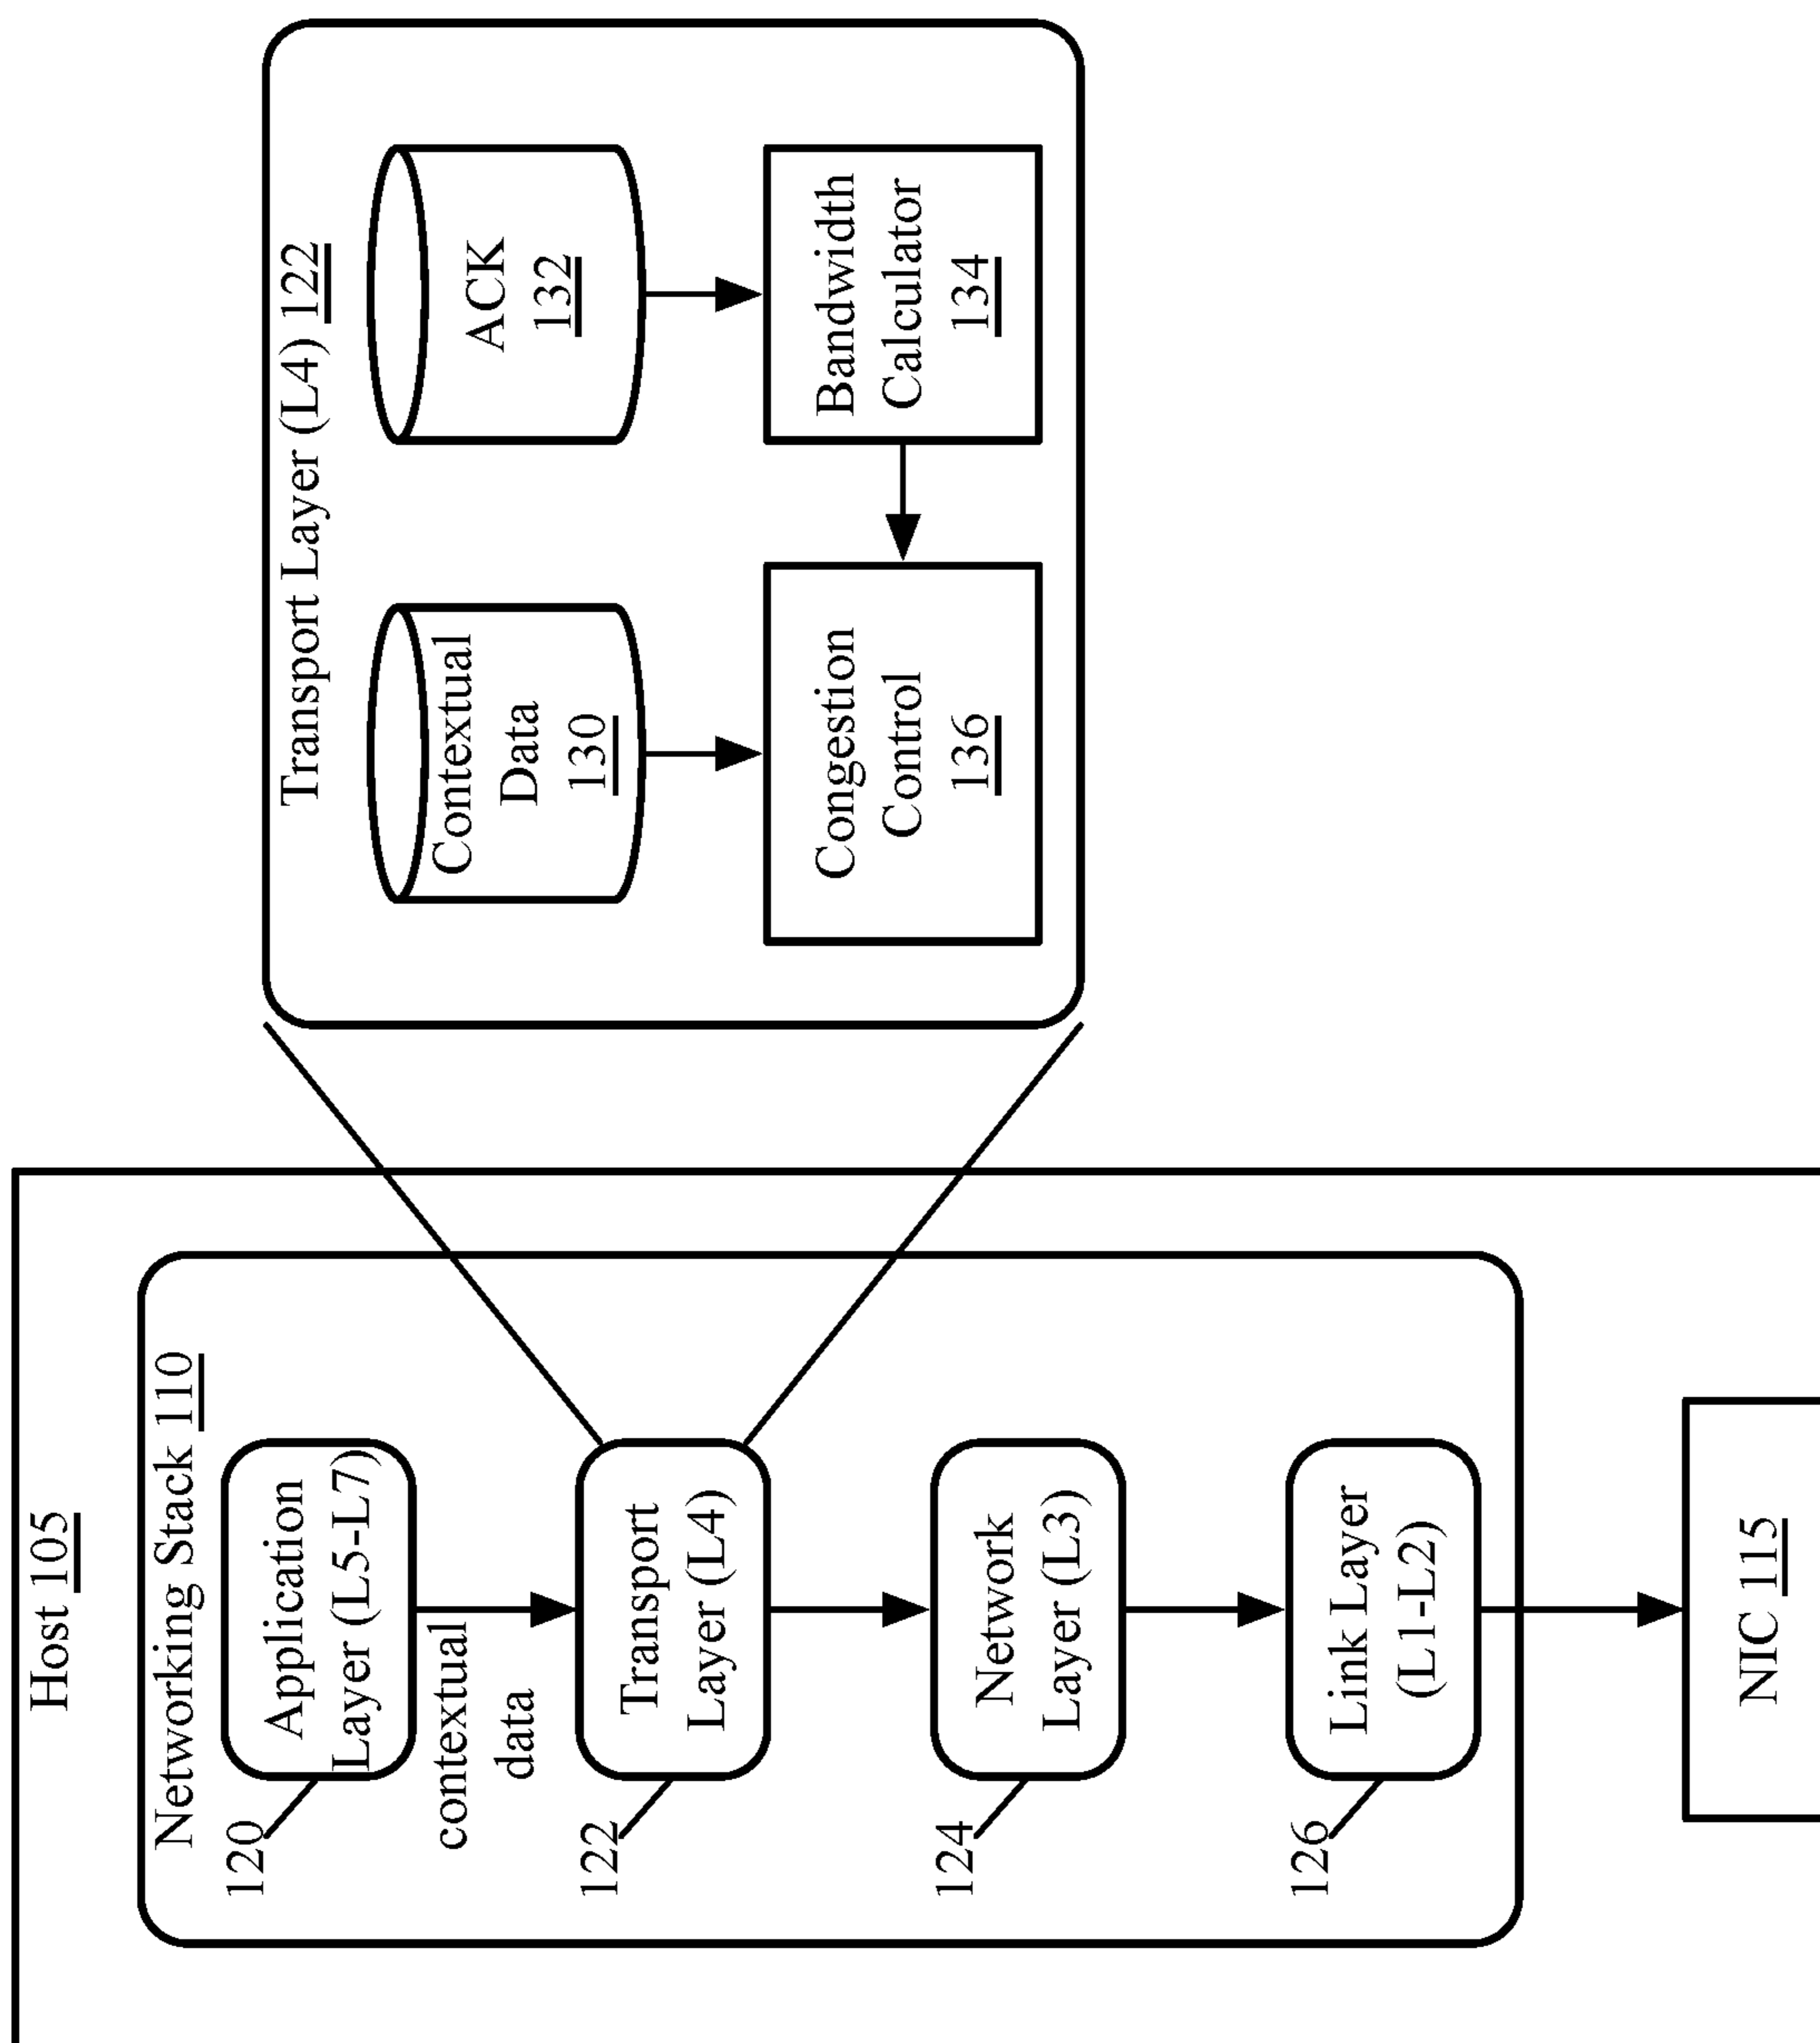 Host 105
Networking Stack 110
120
Application
Layer (L5-L7)
contextual
data
122
Transport
Layer (L4)
124
Network
Layer (L3)
126
Link Layer
(L1-L2)
NIC 115
Transport Layer (L4) 122
Contextual
Data
130
ACK
132
Congestion
Control
136
Bandwidth
Calculator
134